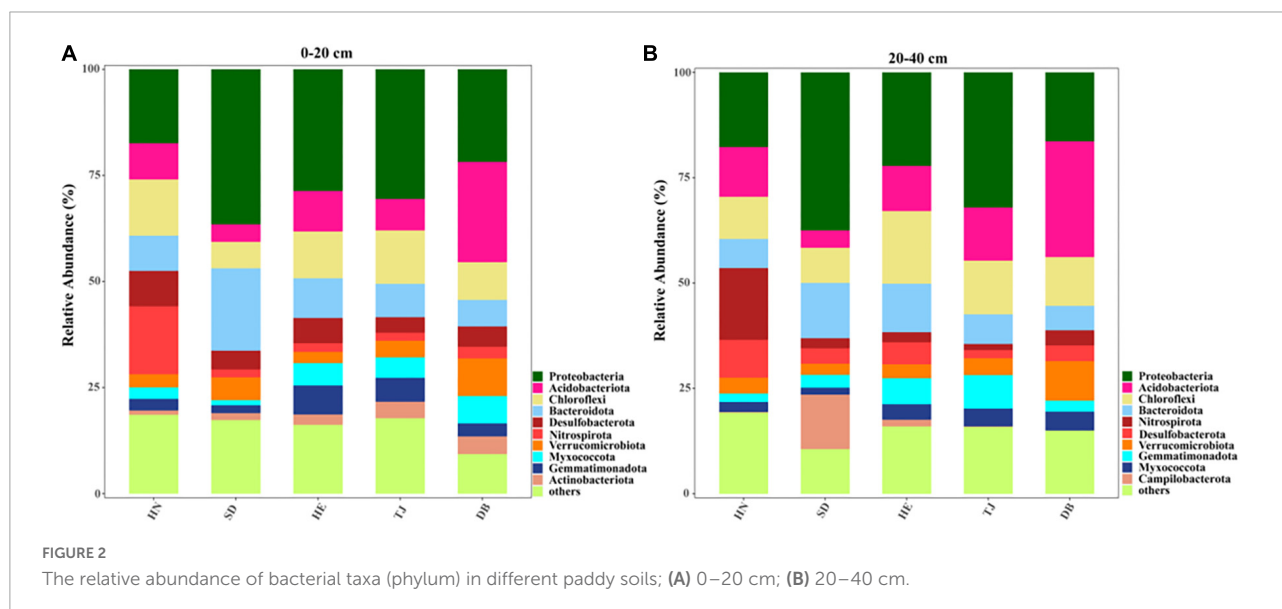 A
0-20 cm
Relative Abundance (%)
100
75
50
25
0
HN
SD
HE
TJ
DB
Proteobacteria
Acidobacteriota
Chloroflexi
Bacteroidota
Desulfobacterota
Nitrospirota
Verrucomicrobiota
Myxococcota
Gemmatimonadota
Actinobacteriota
others
B
20-40 cm
Relative Abundance (%)
100
75
50
25
0
HN
SD
HE
TJ
DB
Proteobacteria
Acidobacteriota
Chloroflexi
Bacteroidota
Nitrospirota
Desulfobacterota
Verrucomicrobiota
Gemmatimonadota
Myxococcota
Campilobacterota
others
FIGURE 2
The relative abundance of bacterial taxa (phylum) in different paddy soils; (A) 0–20 cm; (B) 20–40 cm.